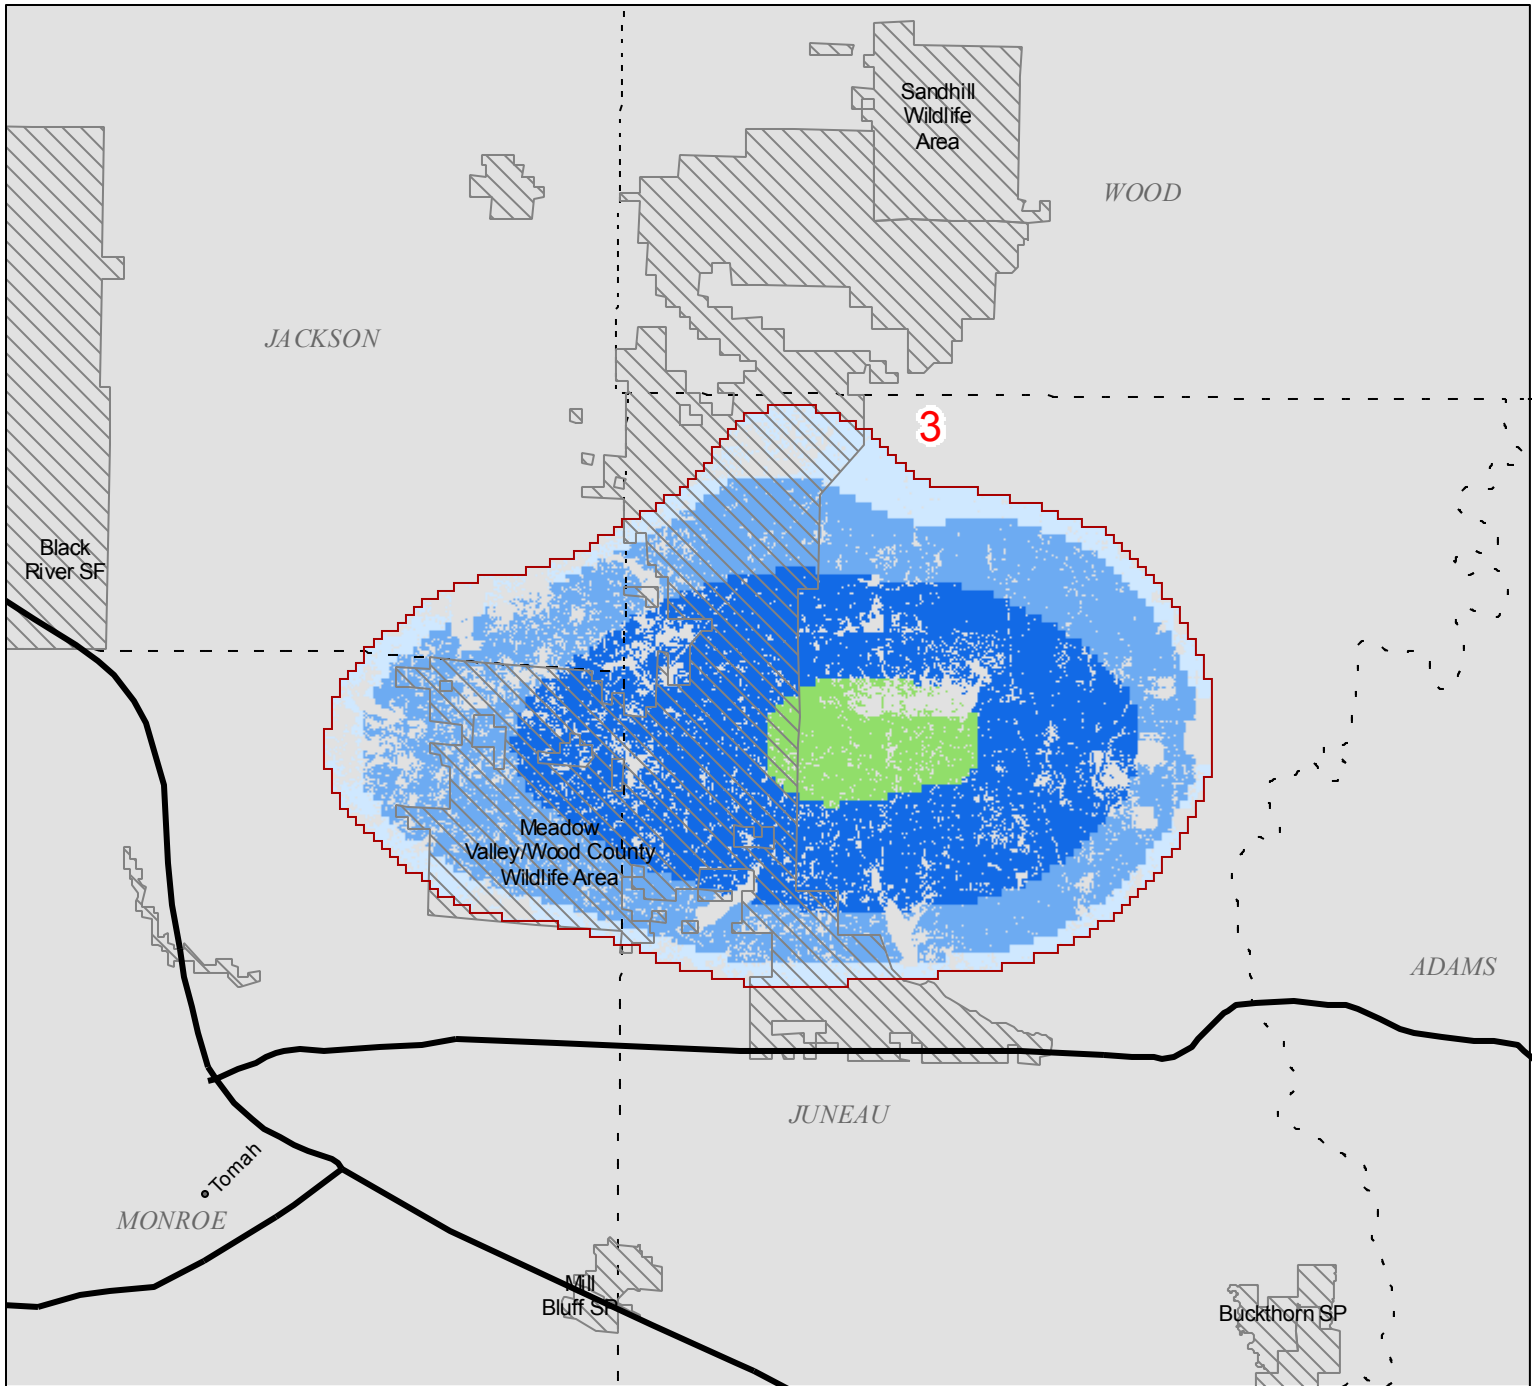 Sandhill
Wildlife
Area
WOOD
JACKSON
3
Black
River SF
Meadow
Valley/Wood County
Wildlife Area
ADAMS
JUNEAU
Tomah
MONROE
Mill
Bluff SP
Buckthorn SP